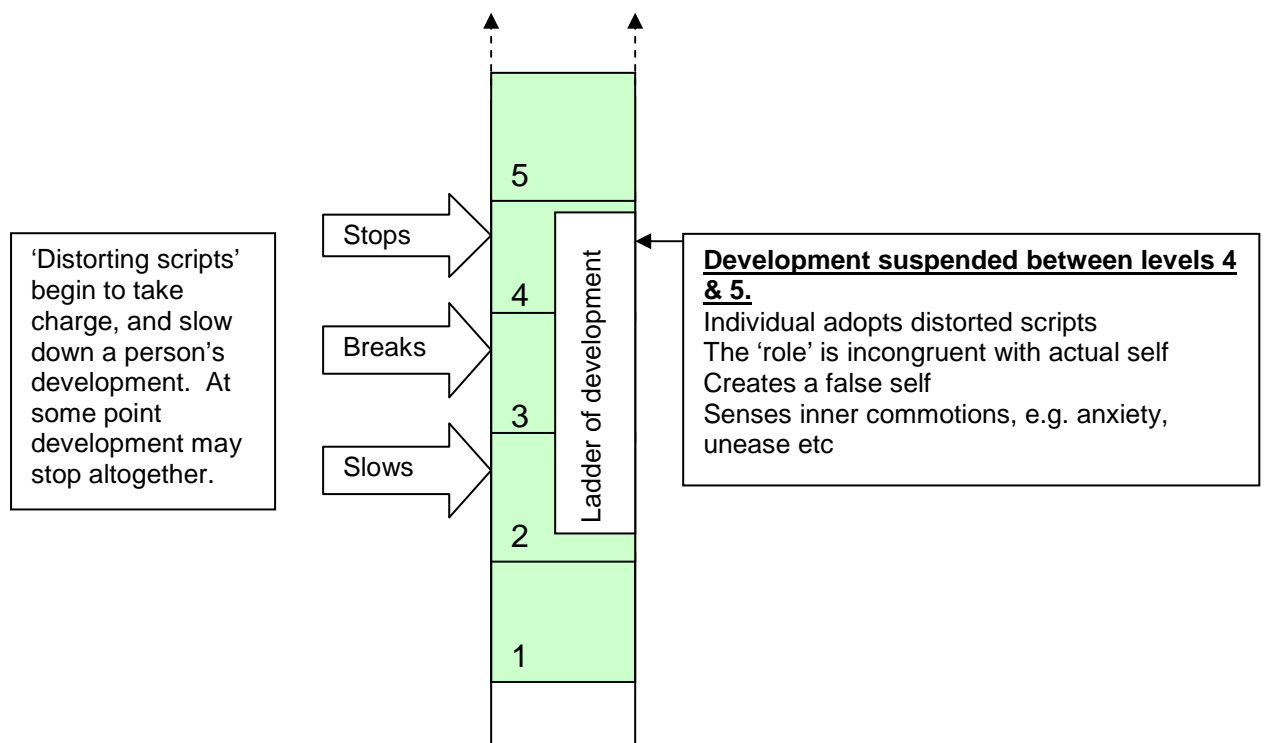 ‘Distorting scripts’
begin to take
charge, and slow
down a person’s
development.  At
some point
development may
stop altogether.
Stops
Breaks
Slows
5
4
3
2
1
Ladder of development
Development suspended between levels 4
& 5.
Individual adopts distorted scripts
The ‘role’ is incongruent with actual self
Creates a false self
Senses inner commotions, e.g. anxiety,
unease etc